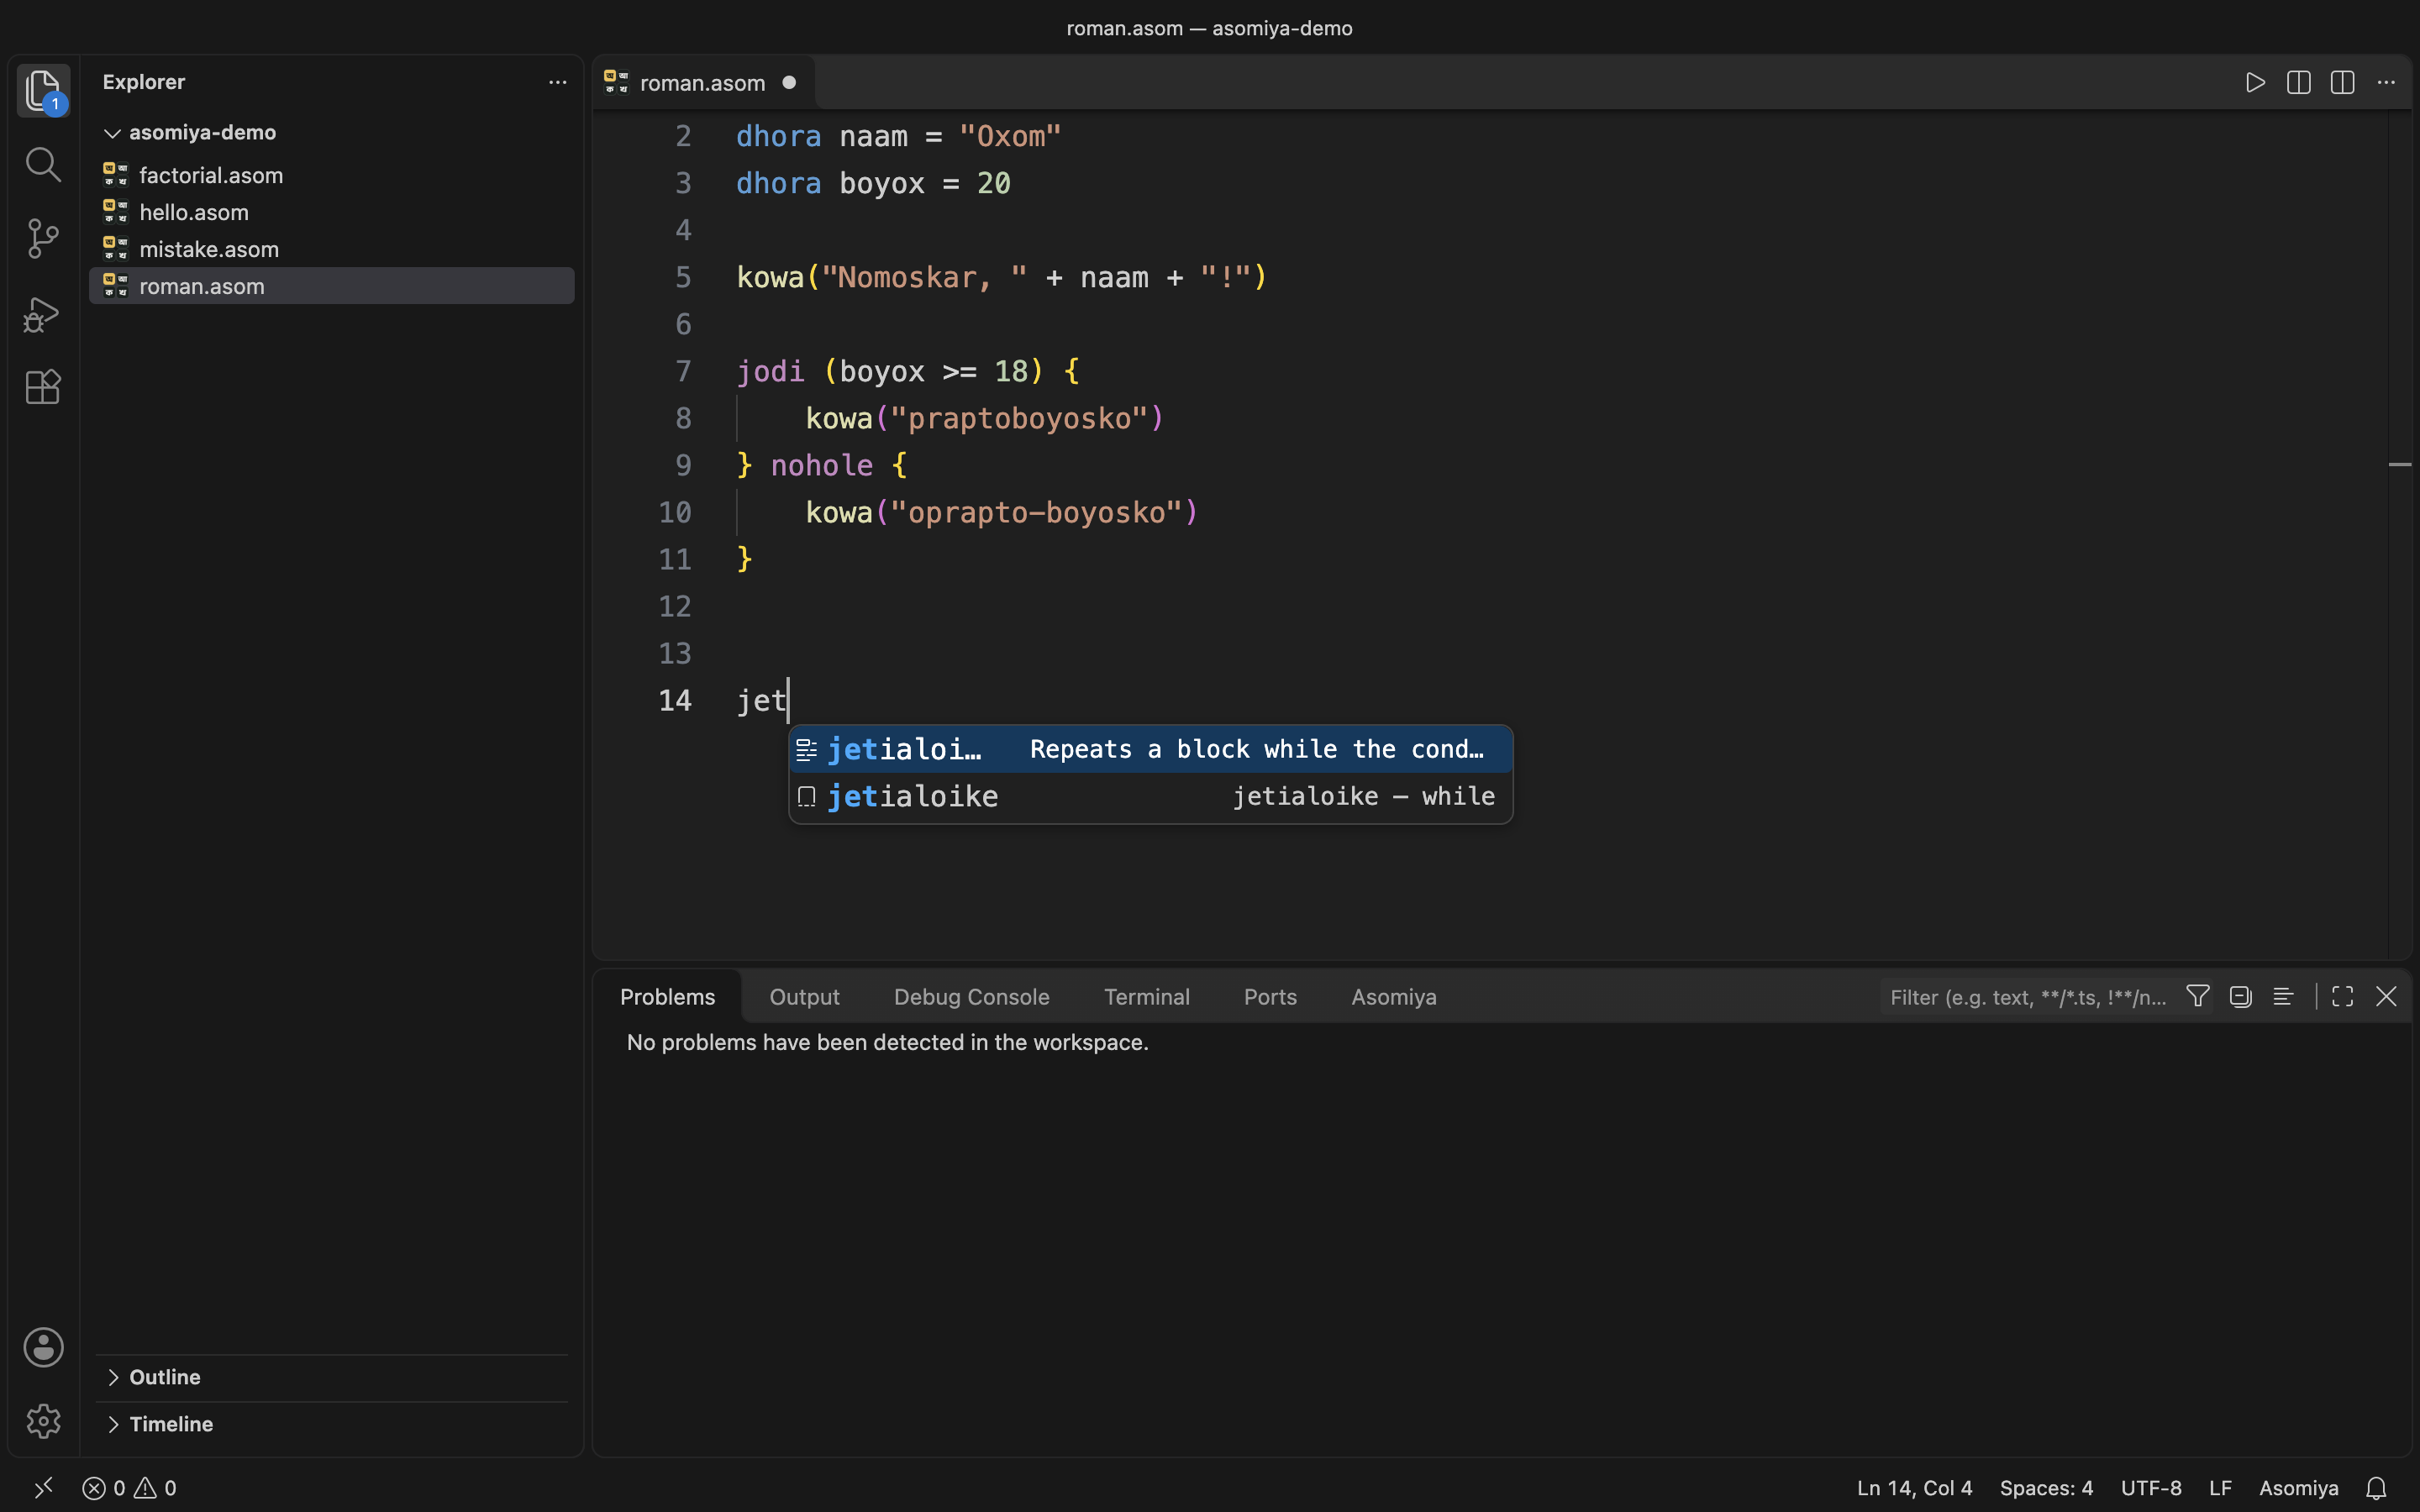 roman.asom — asomiya-demo
1
Explorer
asomiya-demo
factorial.asom
hello.asom
mistake.asom
roman.asom
Outline
Timeline
roman.asom
2 dhora naam = "Oxom"
3 dhora boyox = 20
4
5 kowa("Nomoskar, " + naam + "!")
6
7 jodi (boyox >= 18) {
8 kowa("praptoboyosko")
9 } nohole {
10 kowa("oprapto-boyosko")
11 }
12
13
14 jet
jetialoi… Repeats a block while the cond…
jetialoike jetialoike — while
Problems Output Debug Console Terminal Ports Asomiya Filter (e.g. text, **/*.ts, !**/n...
No problems have been detected in the workspace.
0 0 Ln 14, Col 4 Spaces: 4 UTF-8 LF Asomiya